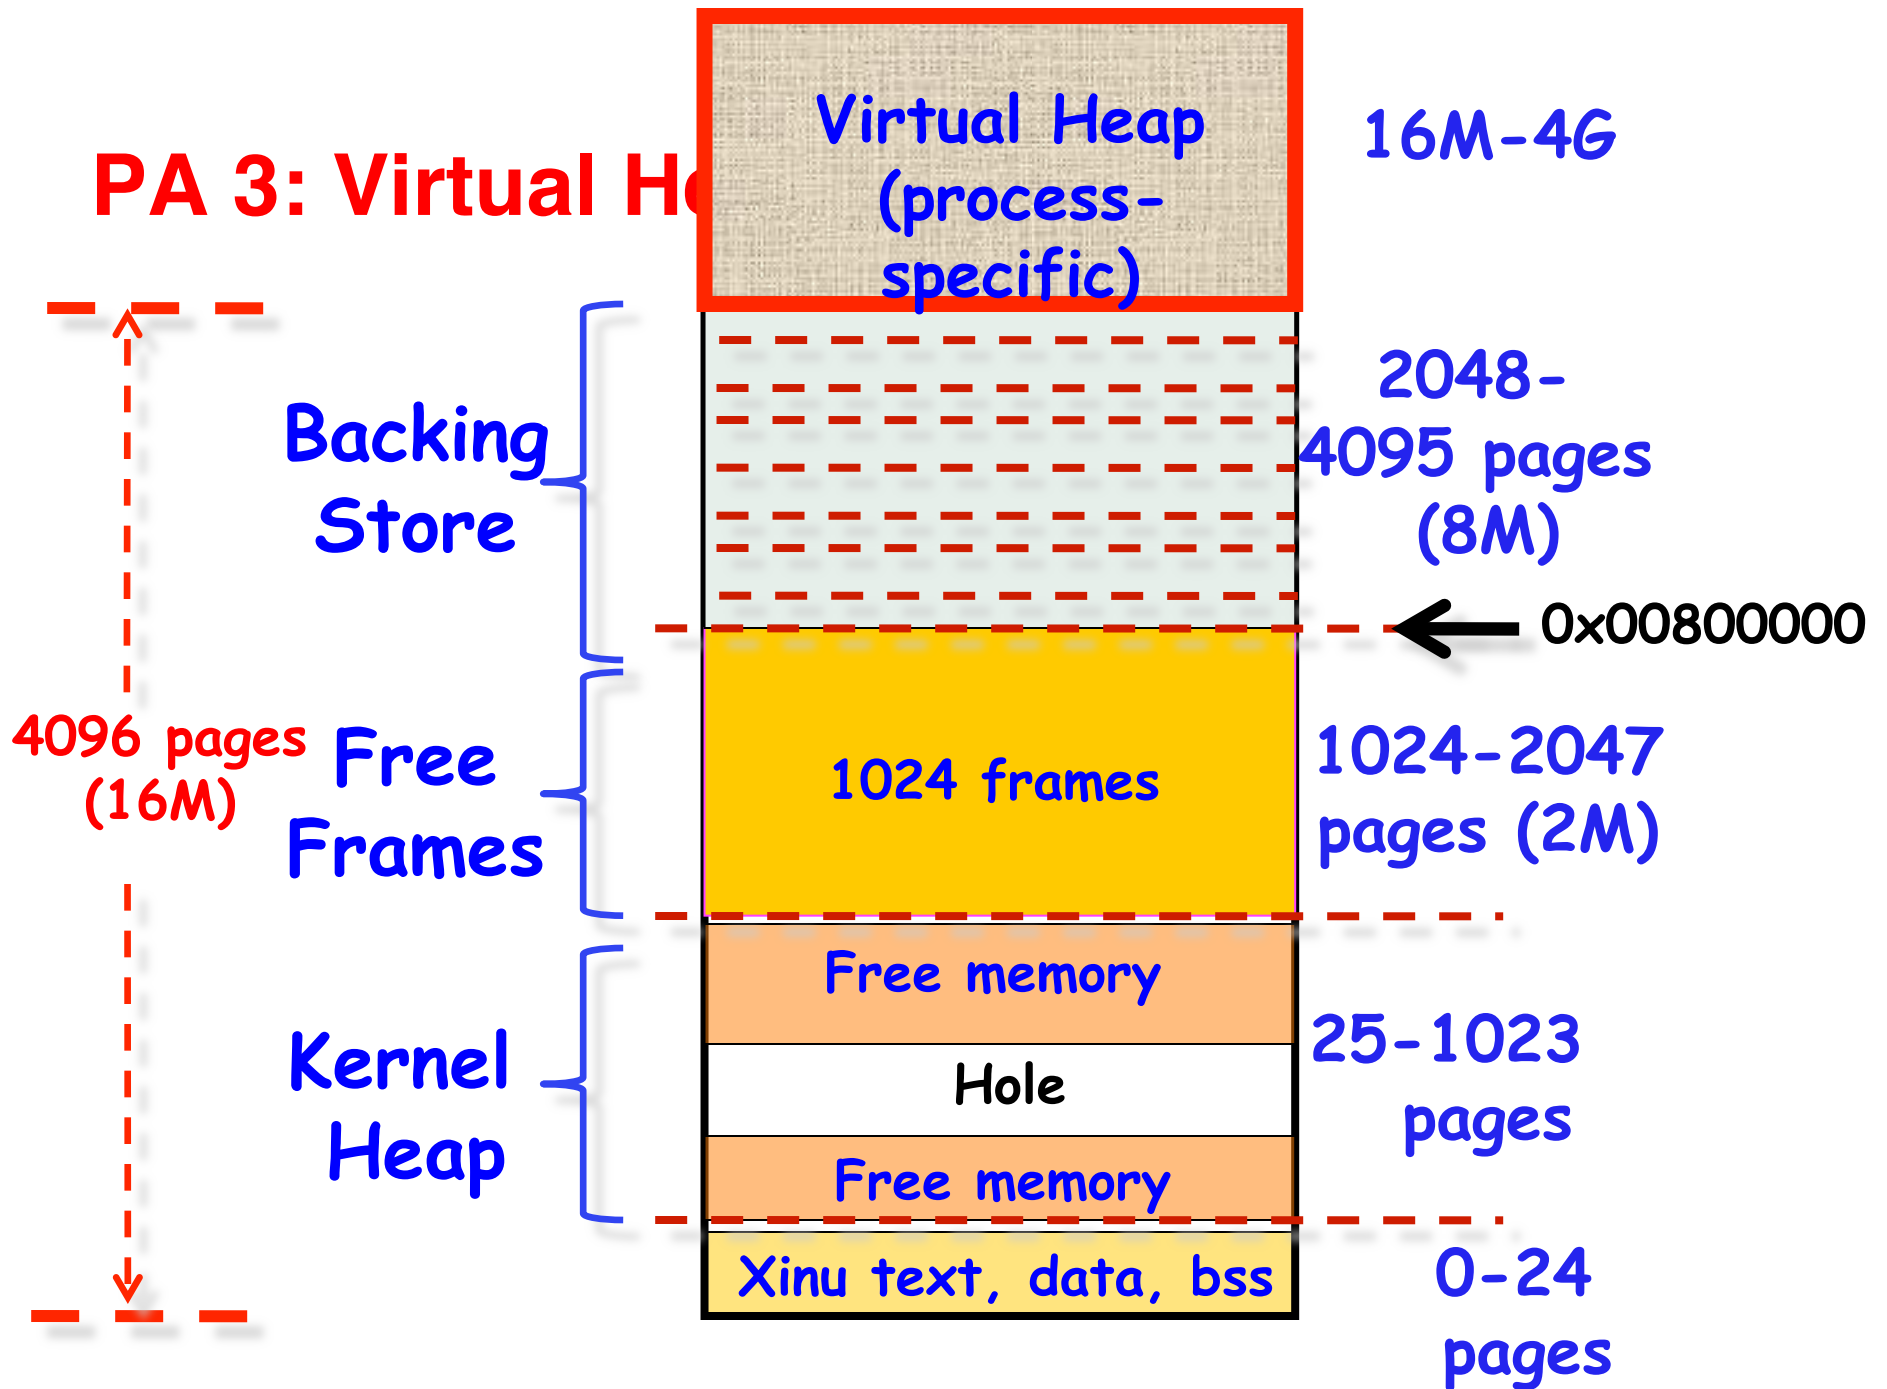 PA 3: Virtual He
Virtual Heap
(process-
specific)
16M-4G
Backing
Store
2048-
4095 pages
(8M)
0x00800000
4096 pages
(16M)
Free
Frames
1024 frames
1024-2047
pages (2M)
Kernel
Heap
Free memory
Hole
Free memory
25-1023
pages
Xinu text, data, bss
0-24
pages